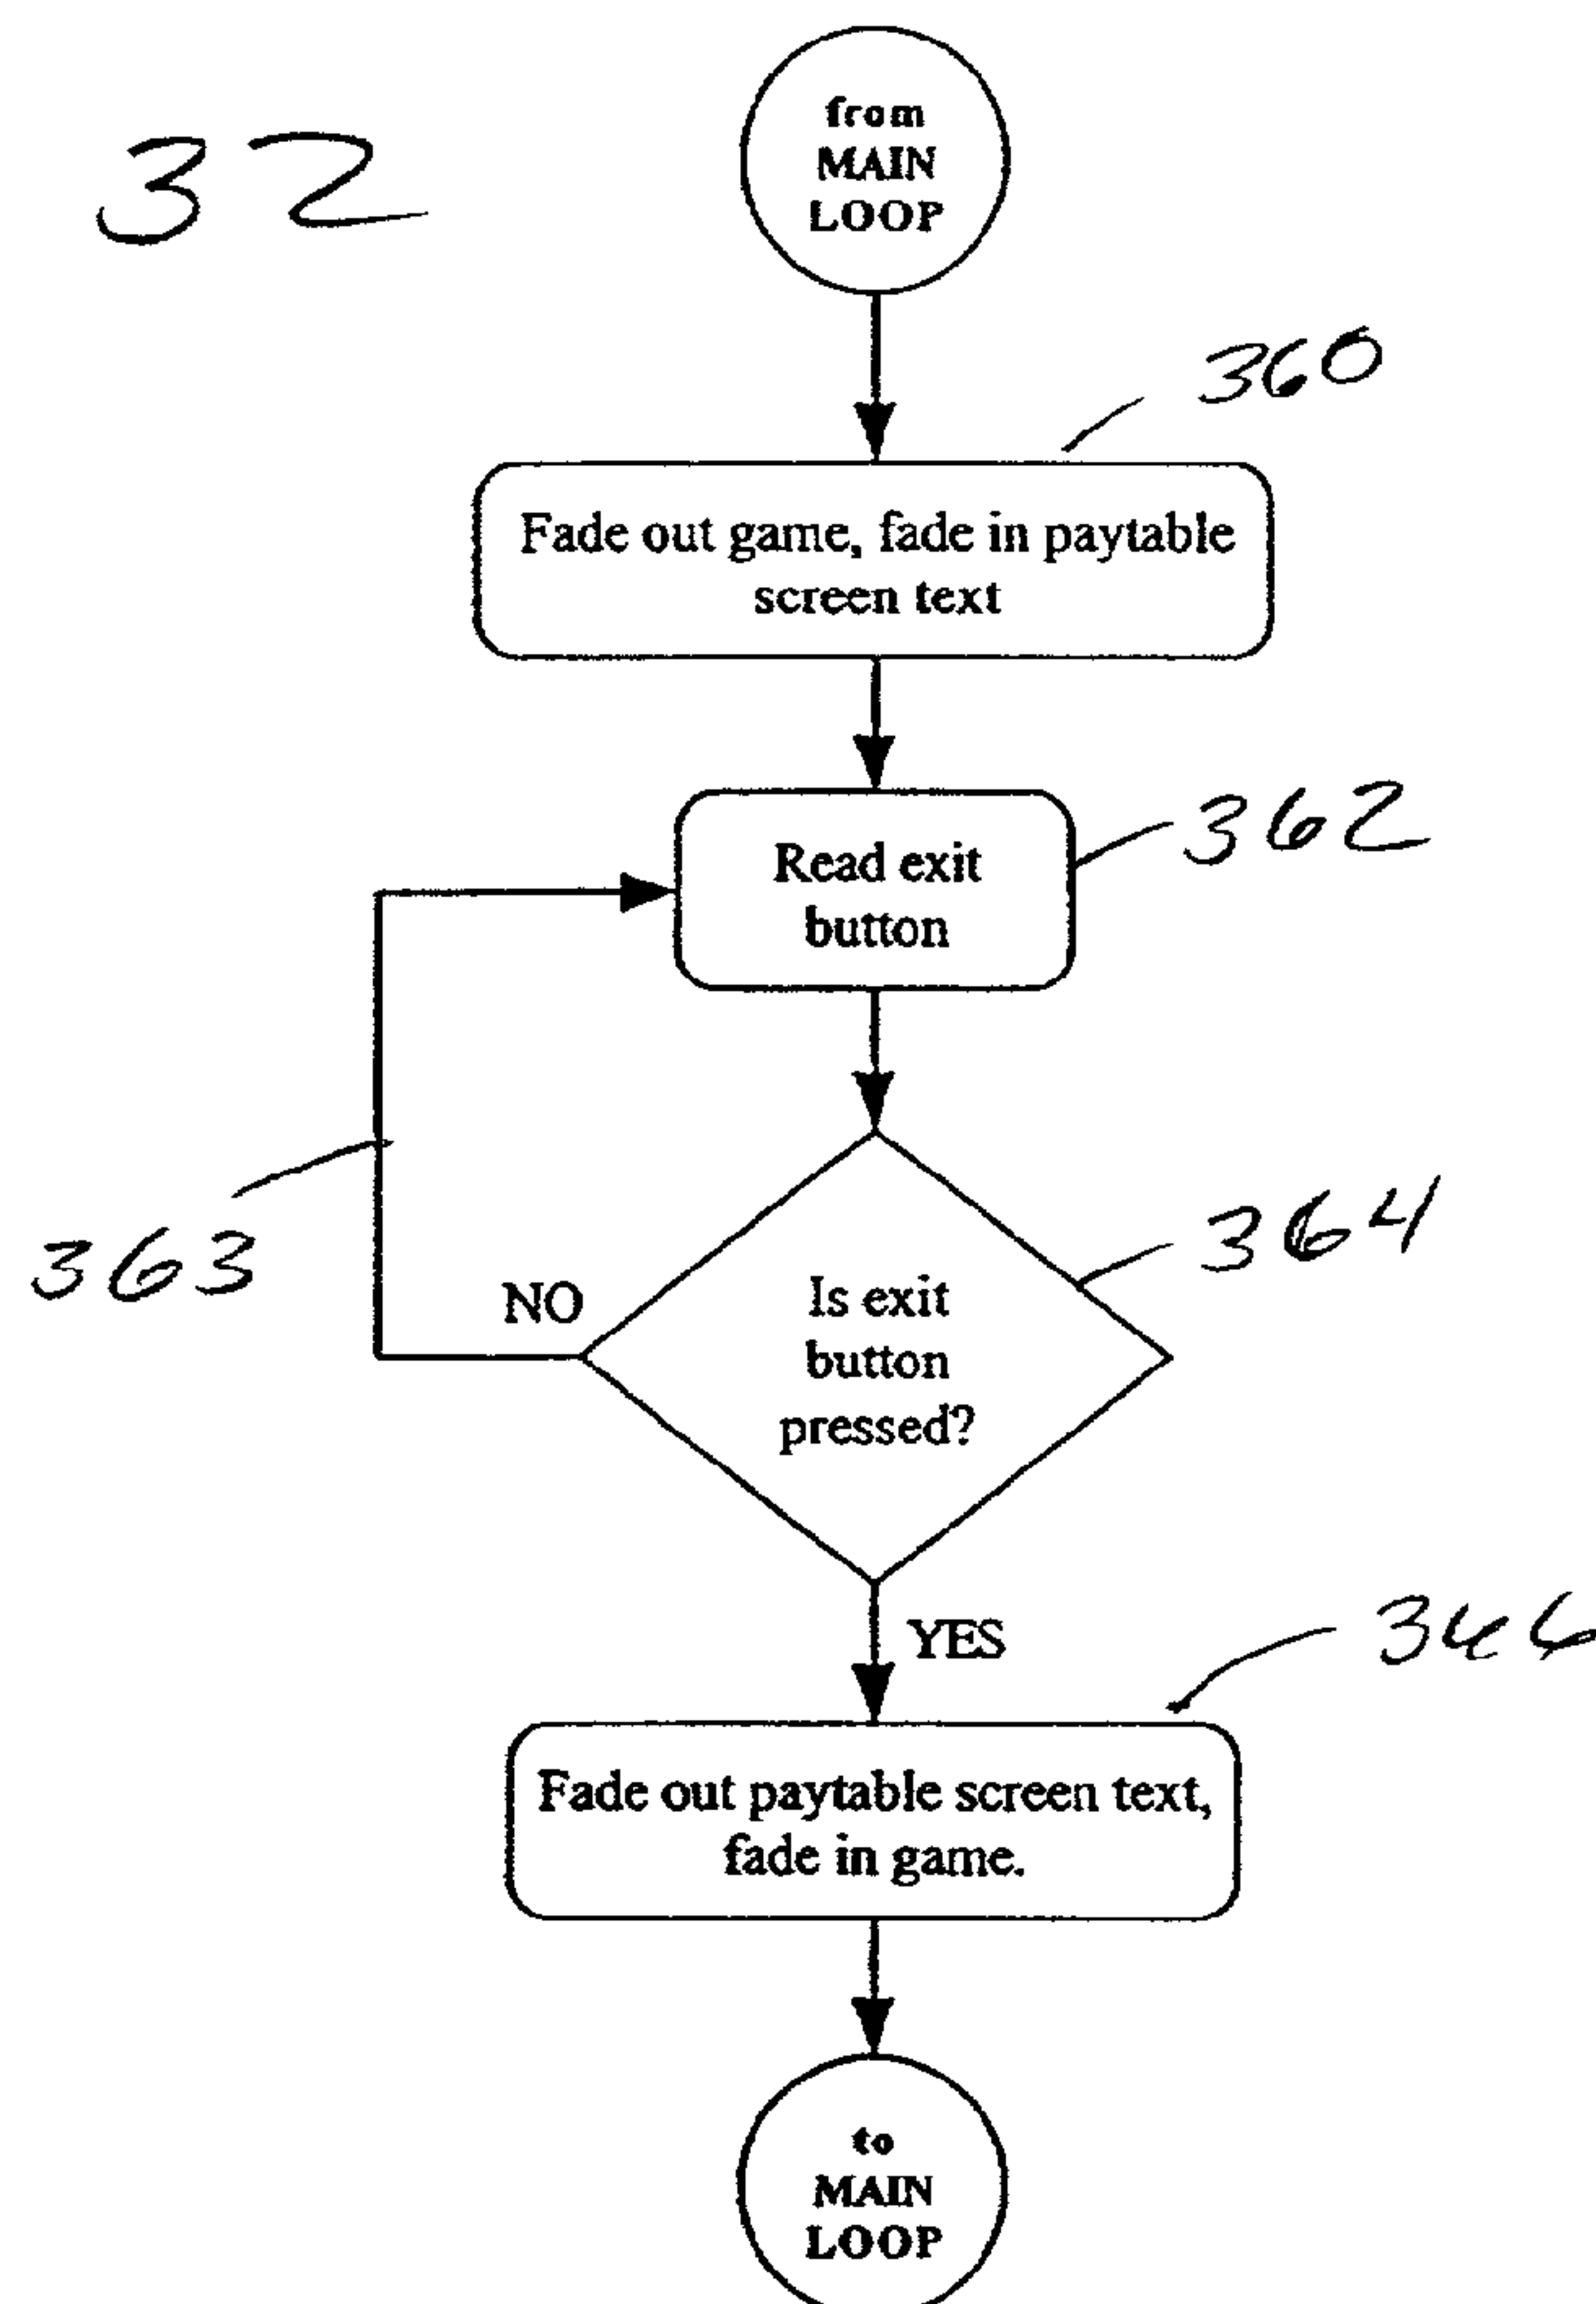 32
from
MAIN
LOOP
360
Fade out game, fade in paytable
screen text
362
Read exit
button
363
364
NO
Is exit
button
pressed?
YES
Fade out paytable screen text,
fade in game.
to
MAIN
LOOP